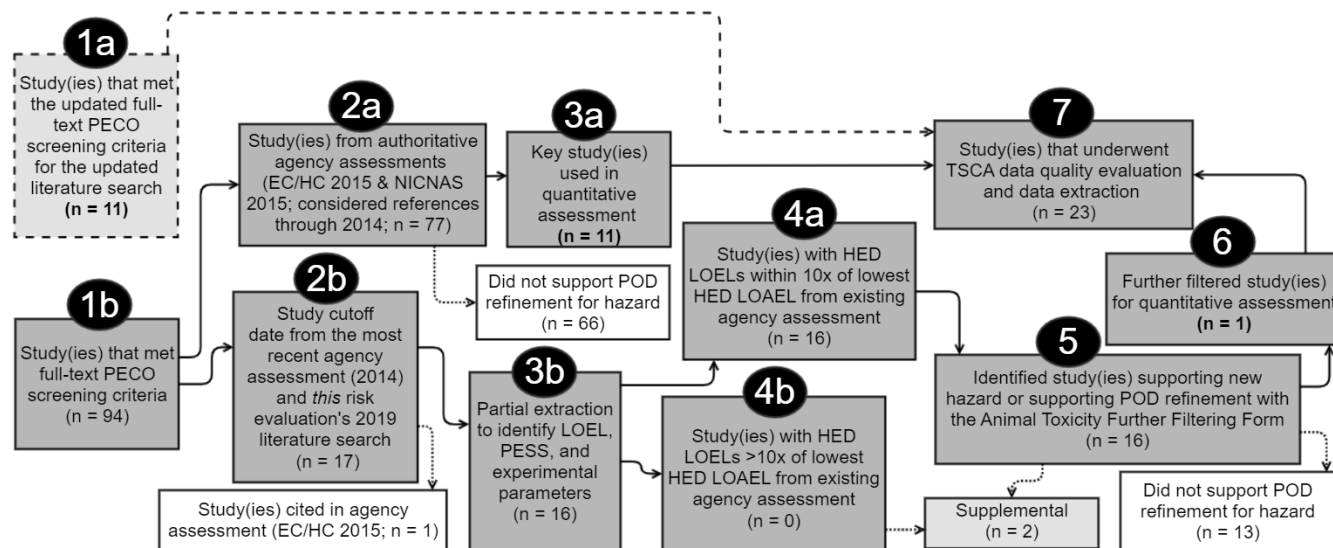 1a
Study(ies) that met
the updated full-
text PECO
screening criteria
for the updated
literature search
(n = 11)
1b
Study(ies) that met
full-text PECO
screening criteria
(n = 94)
2a
Study(ies) from authoritative
agency assessments
(EC/HC 2015 & NICNAS
2015; considered references
through 2014; n = 77)
2b
Study cutoff
date from the most
recent agency
assessment (2014)
and this risk
evaluation's 2019
literature search
(n = 17)
Study(ies) cited in agency
assessment (EC/HC 2015; n = 1)
3a
Key study(ies)
used in
quantitative
assessment
(n = 11)
Did not support POD
refinement for hazard
(n = 66)
3b
Partial extraction
to identify LOEL,
PESS, and
experimental
parameters
(n = 16)
4a
Study(ies) with HED
LOELs within 10x of lowest
HED LOAEL from existing
agency assessment
(n = 16)
4b
Study(ies) with HED
LOELs >10x of lowest
HED LOAEL from existing
agency assessment
(n = 0)
5
Identified study(ies) supporting new
hazard or supporting POD refinement with
the Animal Toxicity Further Filtering Form
(n = 16)
Supplemental
(n = 2)
Did not support POD
refinement for hazard
(n = 13)
6
Further filtered study(ies)
for quantitative assessment
(n = 1)
7
Study(ies) that underwent
TSCA data quality evaluation
and data extraction
(n = 23)